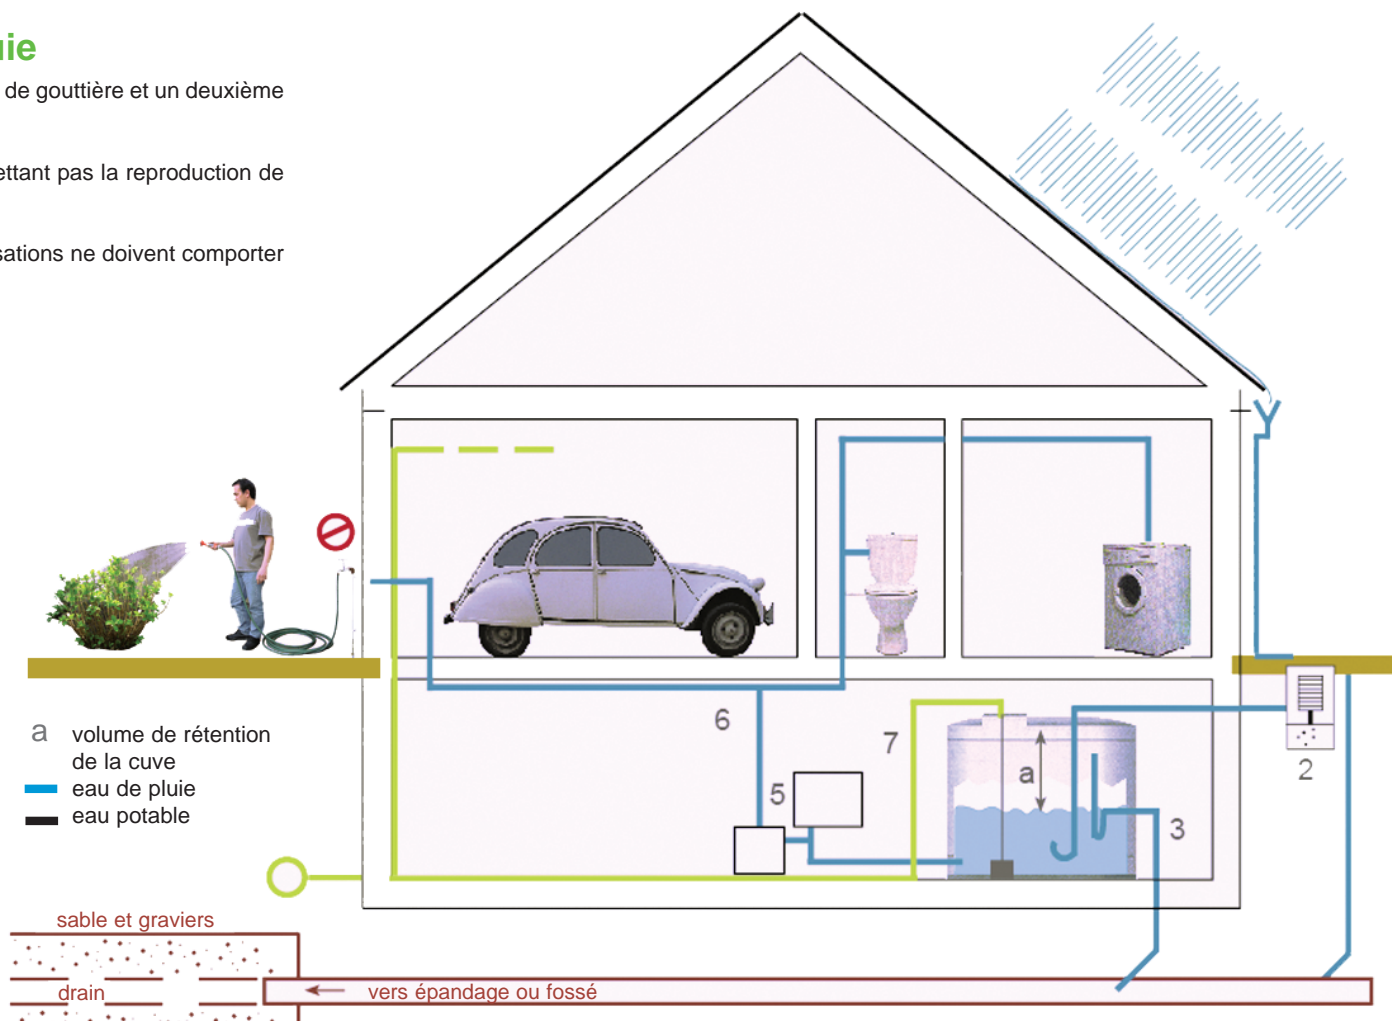 uie
de gouttière et un deuxième
ettant pas la reproduction de
sations ne doivent comporter
6
7
a
5
3
2
a volume de rétention
de la cuve
eau de pluie
eau potable
sable et graviers
drain
vers épandage ou fossé